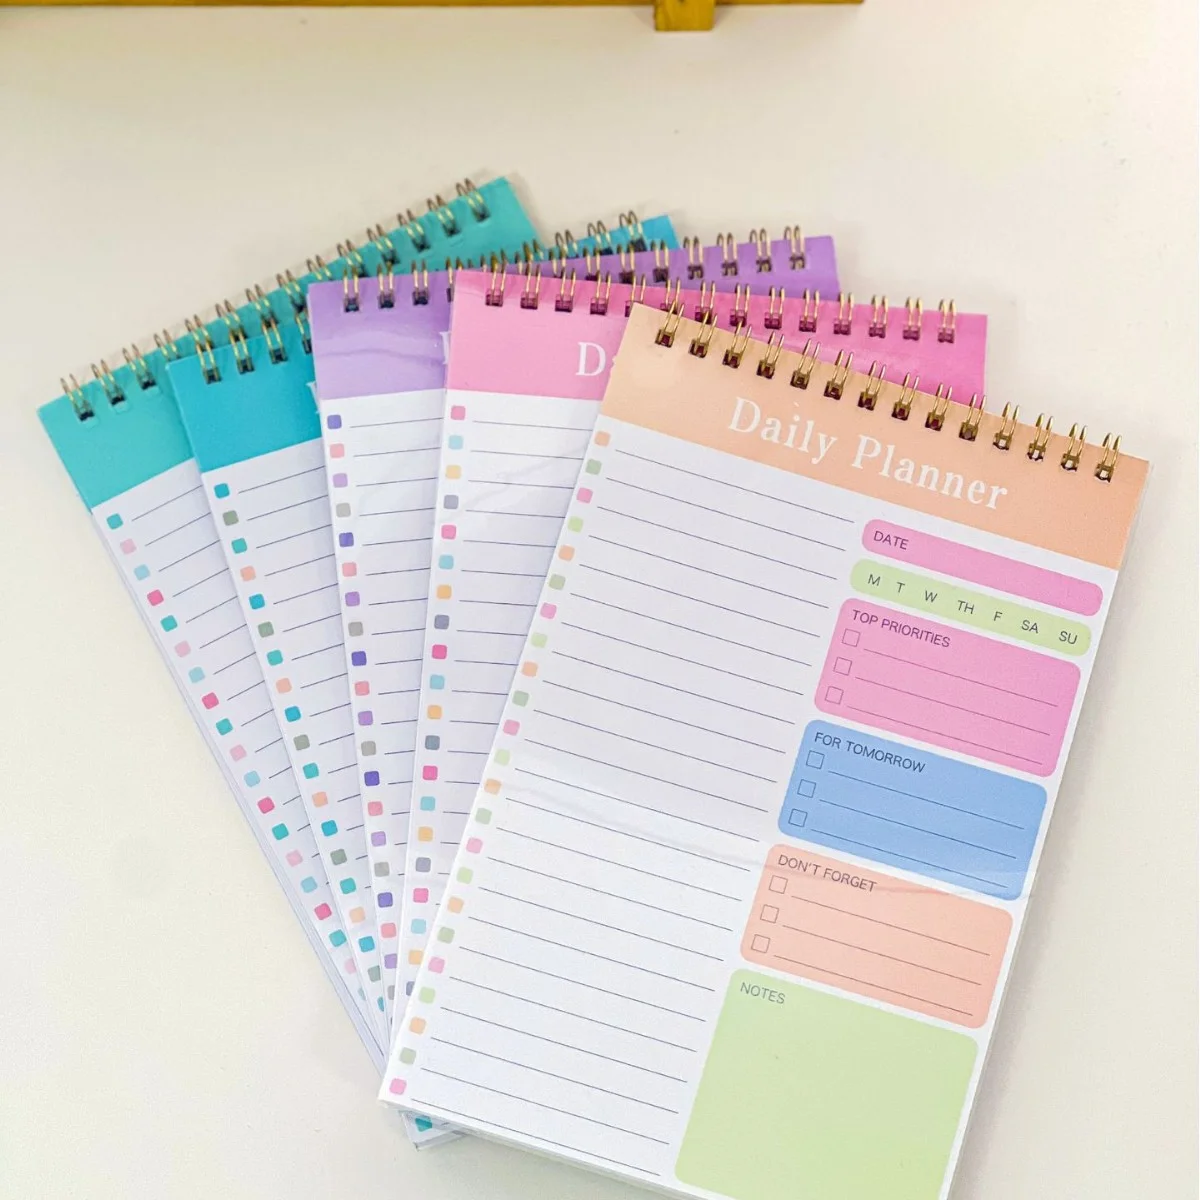 Daily Planner
DATE
M T W TH F SA SU
TOP PRIORITIES
FOR TOMORROW
DON'T FORGET
NOTES